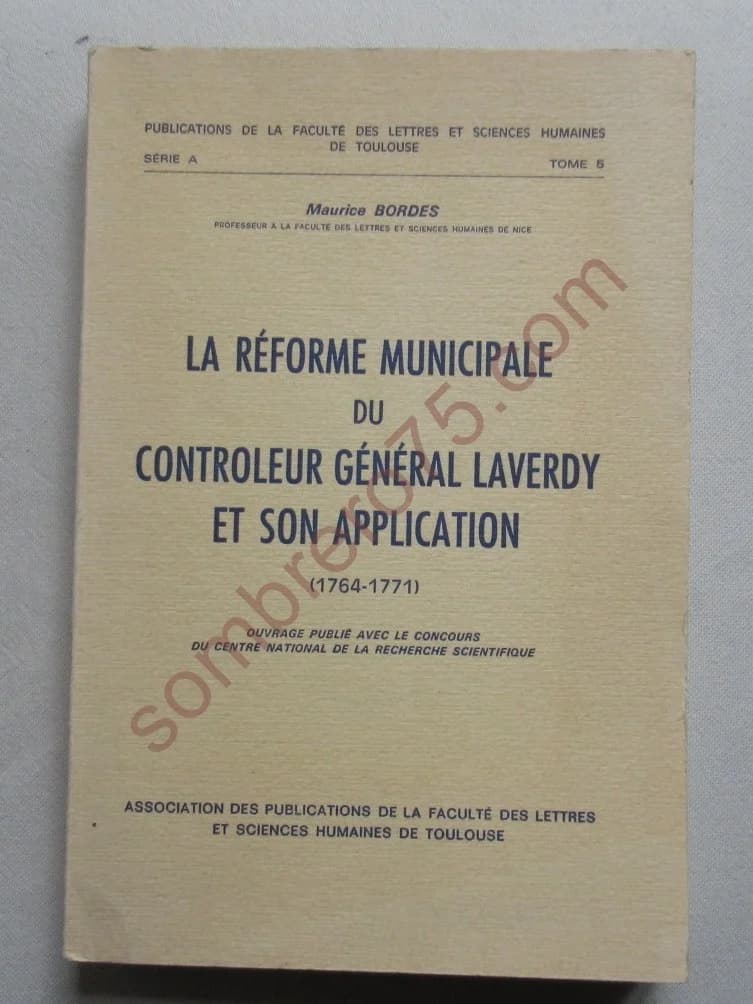 PUBLICATIONS DE LA FACULTÉ DES LETTRES ET SCIENCES HUMAINES
DE TOULOUSE
SÉRIE A TOME 5
Maurice BORDES
PROFESSEUR A LA FACULTÉ DES LETTRES ET SCIENCES HUMAINES DE NICE
LA RÉFORME MUNICIPALE
DU
CONTROLEUR GÉNÉRAL LAVERDY
ET SON APPLICATION
(1764-1771)
OUVRAGE PUBLIÉ AVEC LE CONCOURS
DU CENTRE NATIONAL DE LA RECHERCHE SCIENTIFIQUE
ASSOCIATION DES PUBLICATIONS DE LA FACULTÉ DES LETTRES
ET SCIENCES HUMAINES DE TOULOUSE
sombrero75.com